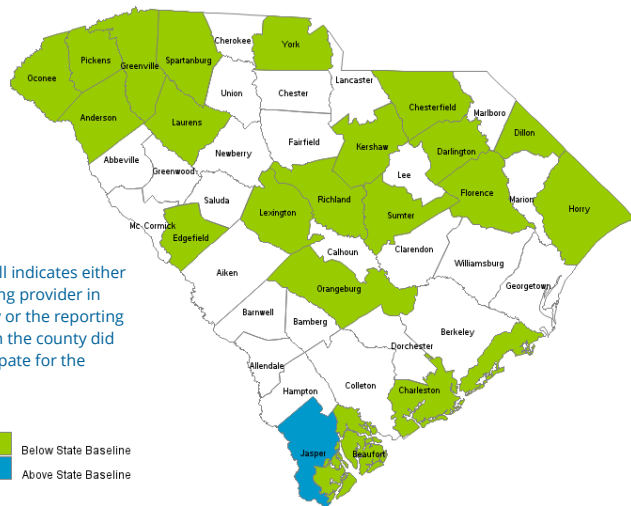 Cherokee
York
Spartanburg
Pickens
Greenville
Oconee
Lancaster
Union
Chester
Chesterfield
Marlboro
Anderson
Laurens
Dillon
Fairfield
Kershaw
Darlington
Newberry
Abbeville
Greenwood
Lee
Florence
Marion
Horry
Saluda
Richland
Lexington
Sumter
Mc Cormick
Edgefield
Calhoun
Clarendon
Williamsburg
Aiken
Georgetown
Orangeburg
Barnwell
Bamberg
Berkeley
Dorchester
Allendale
Colleton
Hampton
Charleston
Jasper
Beaufort
ll indicates either
ng provider in
or the reporting
n the county did
pate for the
Below State Baseline
Above State Baseline